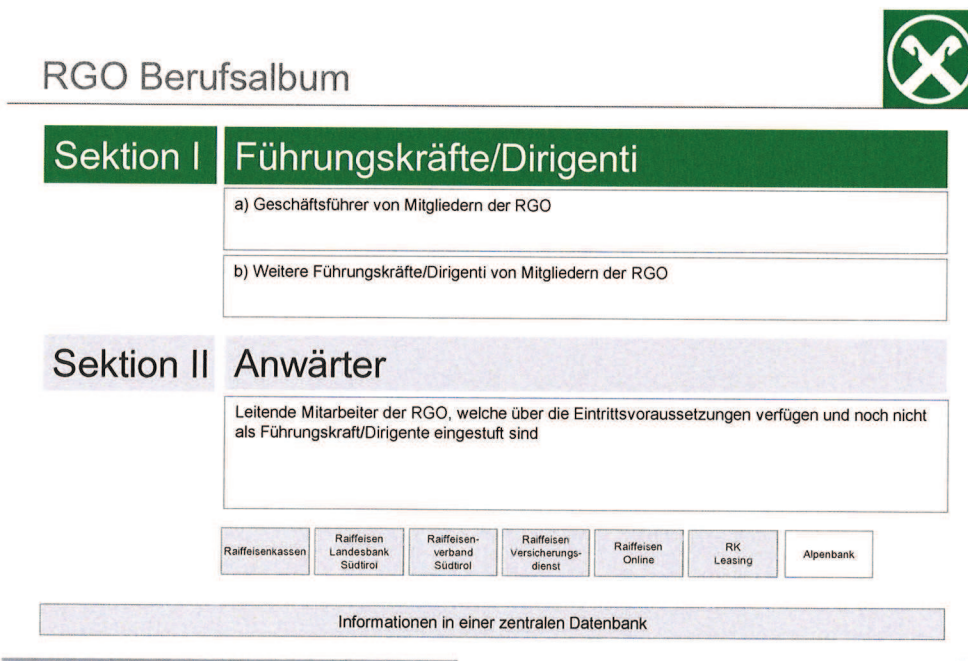 RGO Berufsalbum
Sektion I
Führungskräfte/Dirigenti
a) Geschäftsführer von Mitgliedern der RGO
b) Weitere Führungskräfte/Dirigenti von Mitgliedern der RGO
Sektion II
Anwärter
Leitende Mitarbeiter der RGO, welche über die Eintrittsvoraussetzungen verfügen und noch nicht
als Führungskraft/Dirigente eingestuft sind
Raiffeisenkassen
Raiffeisen
Landesbank
Südtirol
Raiffeisen-
verband
Südtirol
Raiffeisen
Versicherungs-
dienst
Raiffeisen
Online
RK
Leasing
Alpenbank
Informationen in einer zentralen Datenbank